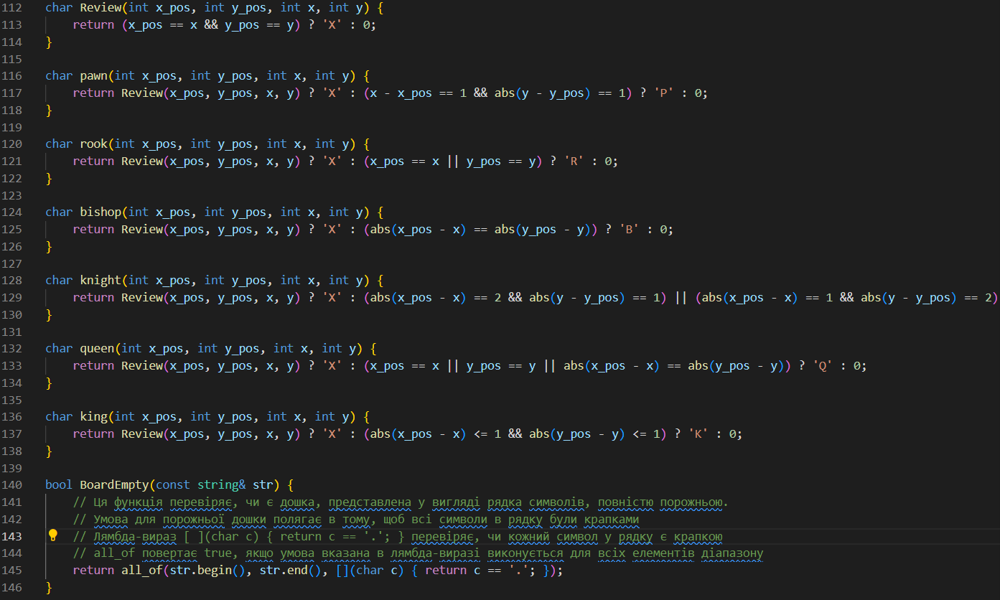 112 char Review(int x_pos, int y_pos, int x, int y) {
113     return (x_pos == x && y_pos == y) ? 'X' : 0;
114 }
115
116 char pawn(int x_pos, int y_pos, int x, int y) {
117     return Review(x_pos, y_pos, x, y) ? 'X' : (x - x_pos == 1 && abs(y - y_pos) == 1) ? 'P' : 0;
118 }
119
120 char rook(int x_pos, int y_pos, int x, int y) {
121     return Review(x_pos, y_pos, x, y) ? 'X' : (x_pos == x || y_pos == y) ? 'R' : 0;
122 }
123
124 char bishop(int x_pos, int y_pos, int x, int y) {
125     return Review(x_pos, y_pos, x, y) ? 'X' : (abs(x_pos - x) == abs(y_pos - y)) ? 'B' : 0;
126 }
127
128 char knight(int x_pos, int y_pos, int x, int y) {
129     return Review(x_pos, y_pos, x, y) ? 'X' : (abs(x_pos - x) == 2 && abs(y - y_pos) == 1) || (abs(x_pos - x) == 1 && abs(y - y_pos) == 2)
130 }
131
132 char queen(int x_pos, int y_pos, int x, int y) {
133     return Review(x_pos, y_pos, x, y) ? 'X' : (x_pos == x || y_pos == y || abs(x_pos - x) == abs(y_pos - y)) ? 'Q' : 0;
134 }
135
136 char king(int x_pos, int y_pos, int x, int y) {
137     return Review(x_pos, y_pos, x, y) ? 'X' : (abs(x_pos - x) <= 1 && abs(y_pos - y) <= 1) ? 'K' : 0;
138 }
139
140 bool BoardEmpty(const string& str) {
141     // Ця функція перевіряє, чи є дошка, представлена у вигляді рядка символів, повністю порожньою.
142     // Умова для порожньої дошки полягає в тому, щоб всі символи в рядку були крапками
143     // Лямбда-вираз [ ](char c) { return c == '.'; } перевіряє, чи кожний символ у рядку є крапкою
144     // all_of повертає true, якщо умова вказана в лямбда-виразі виконується для всіх елементів діапазону
145     return all_of(str.begin(), str.end(), [](char c) { return c == '.'; });
146 }